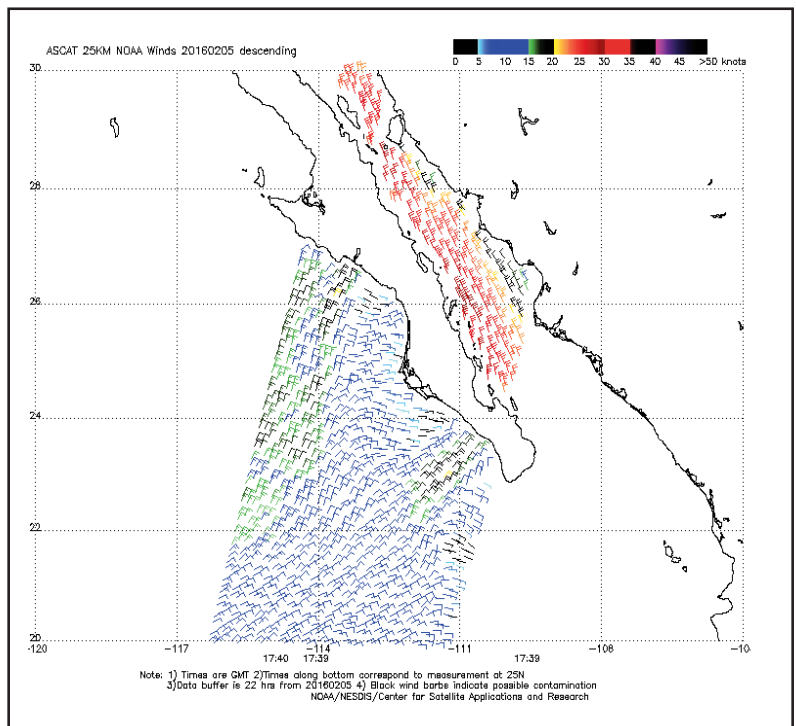 ASCAT 25KM NOAA Winds 20160205 descending
0 5 10 15 20 25 30 35 40 45 >50 knots
30
28
26
24
22
20
-120 -117 -114 -111 -108 -10
17:40 17:39 17:39
Note: 1) Times are GMT 2)Times along bottom correspond to measurement at 25N
3)Data buffer is 22 hrs from 20160205 4) Black wind barbs indicate possible contamination
NOAA/NESDIS/Center for Satellite Applications and Research